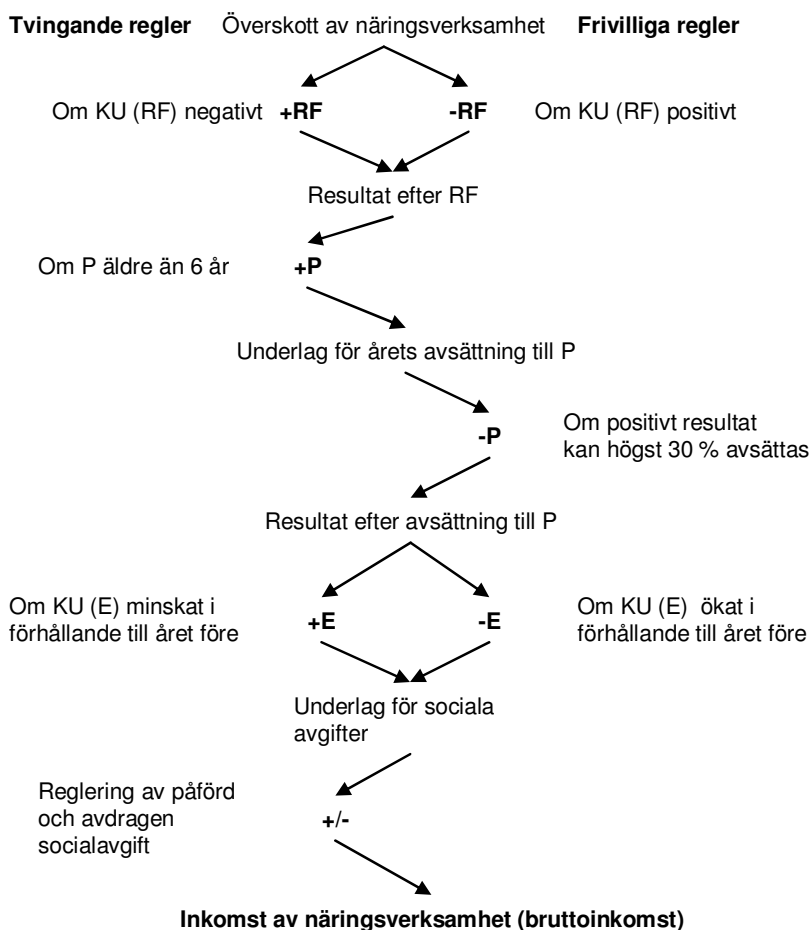 Tvingande regler Överskott av näringsverksamhet Frivilliga regler
Om KU (RF) negativt +RF -RF Om KU (RF) positivt
Resultat efter RF
Om P äldre än 6 år +P
Underlag för årets avsättning till P
-P Om positivt resultat
kan högst 30 % avsättas
Resultat efter avsättning till P
Om KU (E) minskat i
förhållande till året före
+E
-E
Om KU (E) ökat i
förhållande till året före
Underlag för sociala
avgifter
Reglering av påförd
och avdragen
socialavgift
+/-
Inkomst av näringsverksamhet (bruttoinkomst)